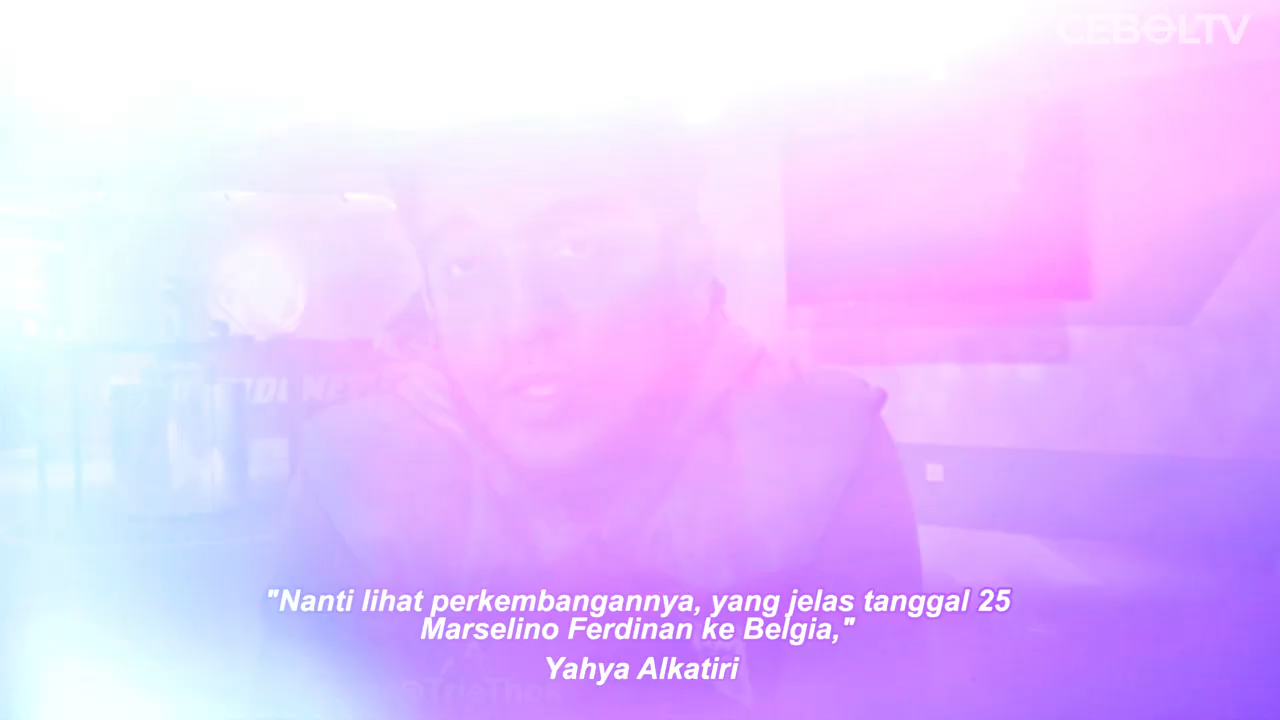 CEBOLTV
"Nanti lihat perkembangannya, yang jelas tanggal 25
Marselino Ferdinan ke Belgia,"
Yahya Alkatiri